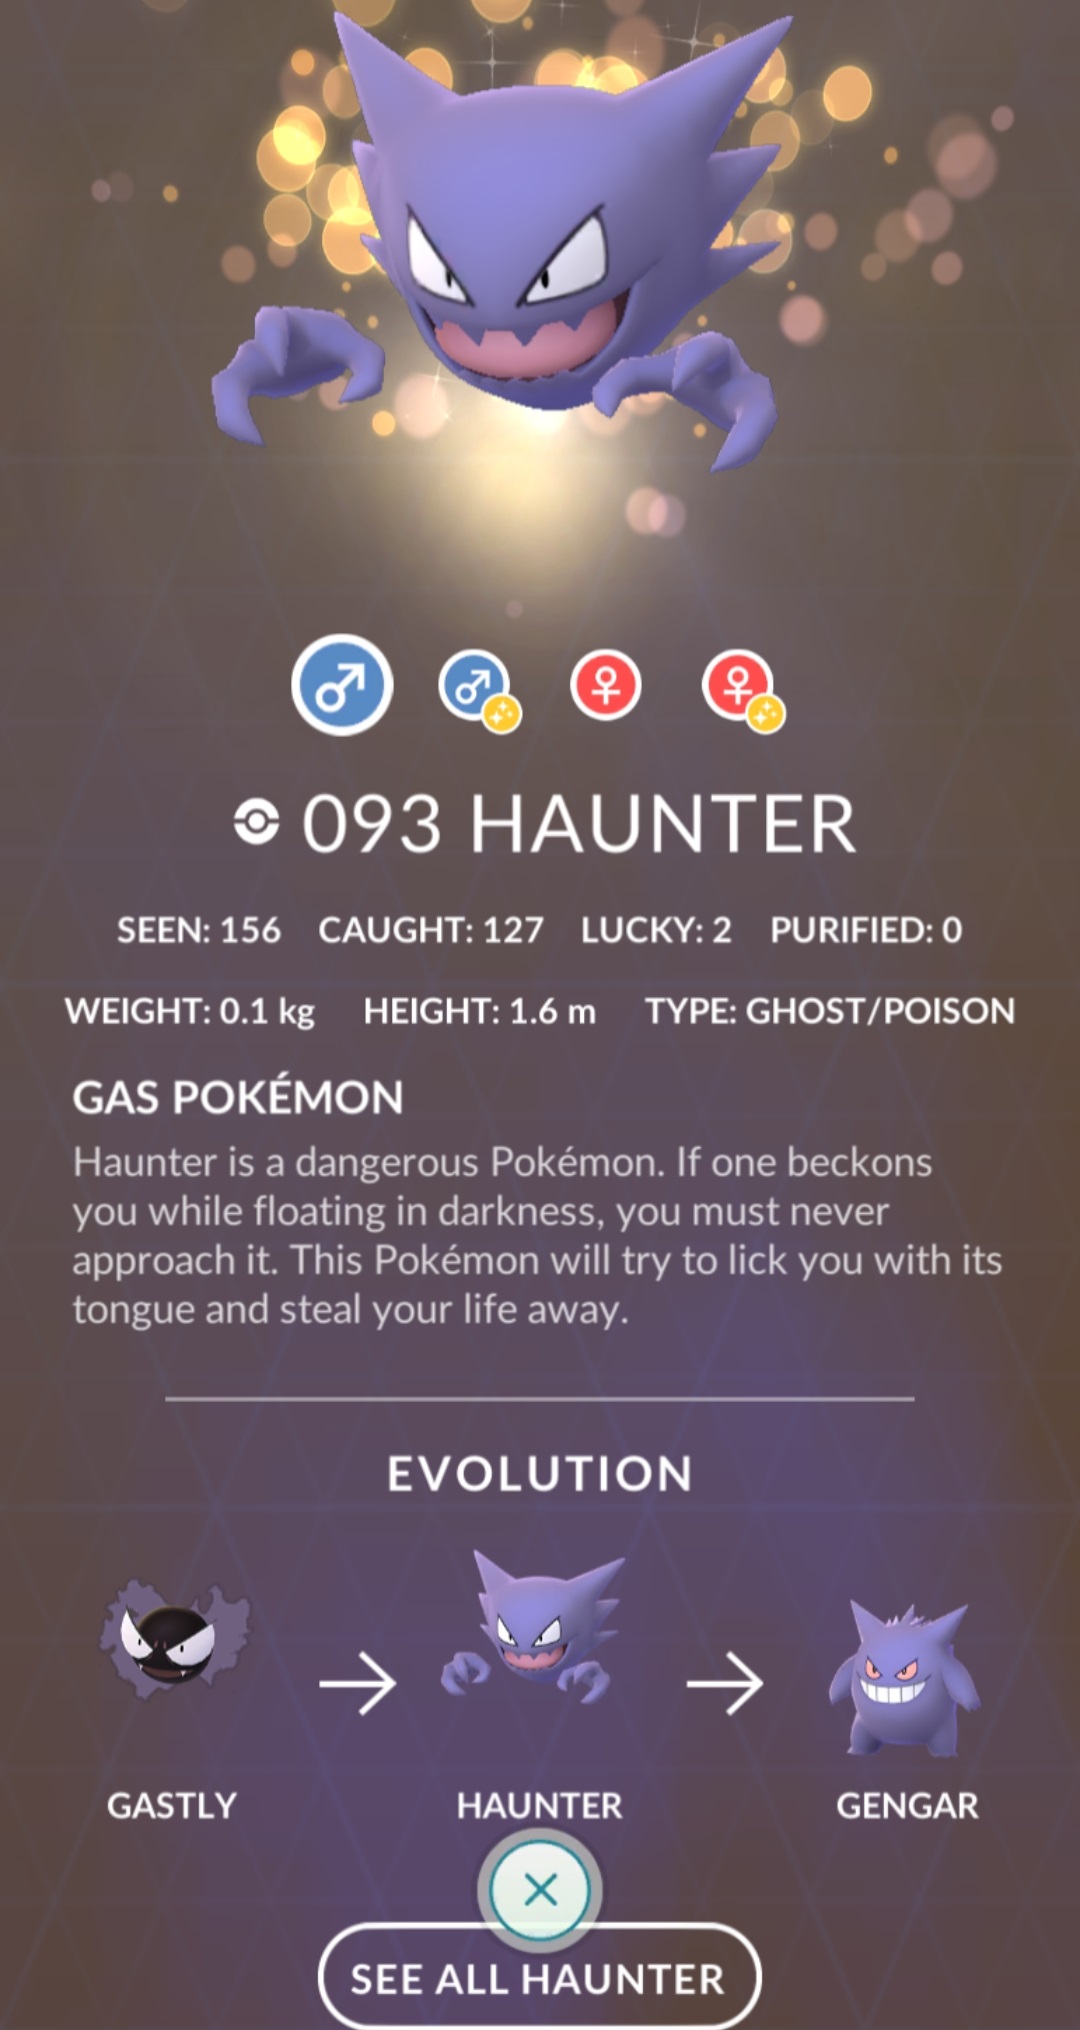 093 HAUNTER
SEEN: 156 CAUGHT: 127 LUCKY: 2 PURIFIED: 0
WEIGHT: 0.1 kg HEIGHT: 1.6 m TYPE: GHOST/POISON
GAS POKÉMON
Haunter is a dangerous Pokémon. If one beckons
you while floating in darkness, you must never
approach it. This Pokémon will try to lick you with its
tongue and steal your life away.
EVOLUTION
GASTLY HAUNTER GENGAR
SEE ALL HAUNTER